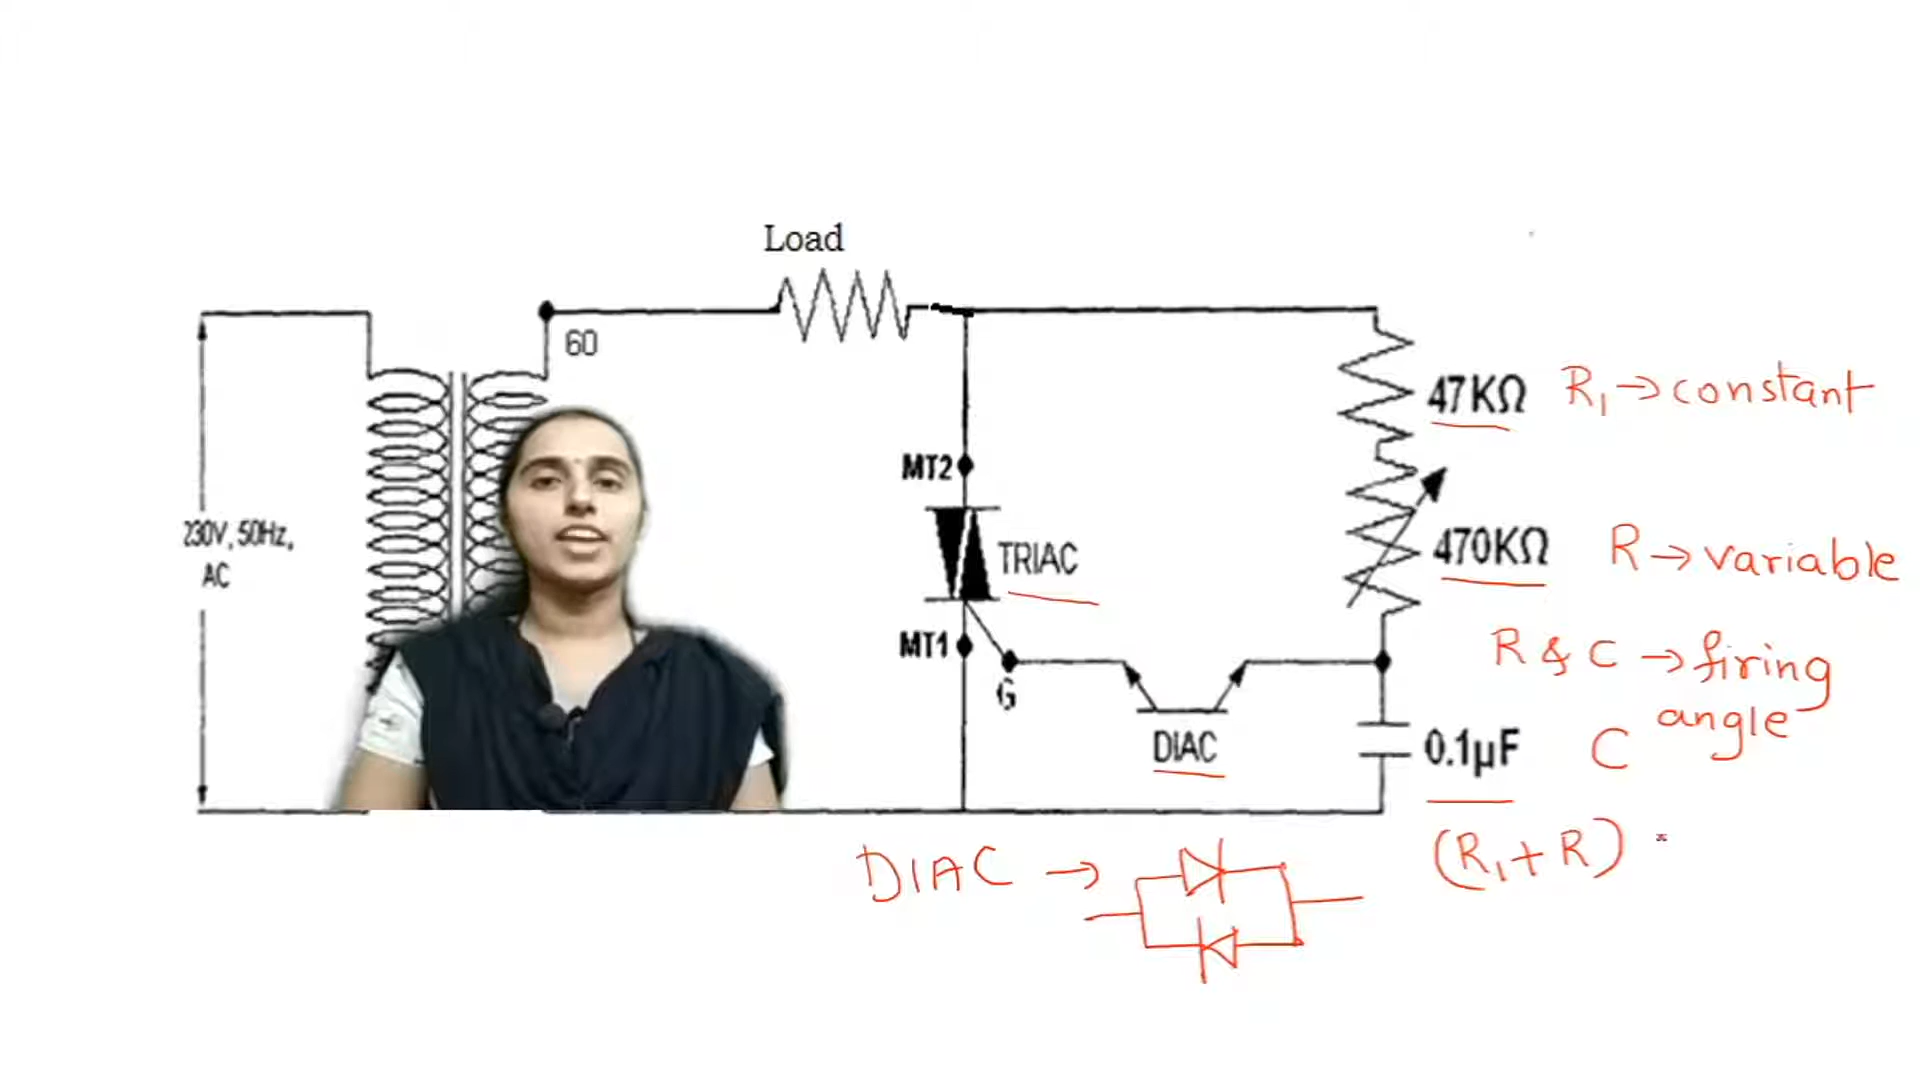 Load
60
47KΩ R₁ → constant
MT2
230V, 50Hz,
AC
TRIAC
470KΩ R → variable
MT1
G
R & C → firing
angle
DIAC
0.1μF C
DIAC →
(R₁ + R)